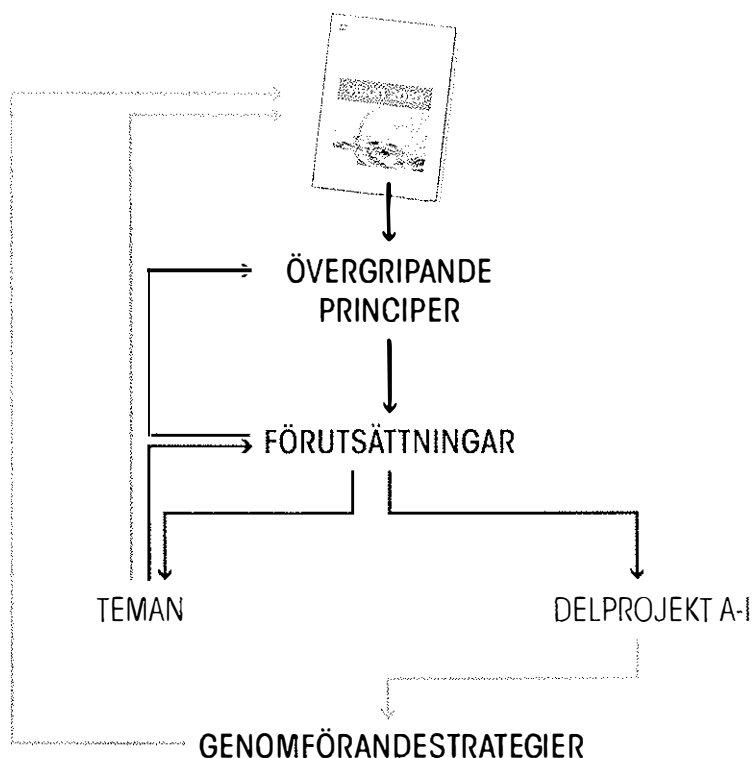 ÖVERGRIPANDE
PRINCIPER
FÖRUTSÄTTNINGAR
TEMAN
DELPROJEKT A-I
GENOMFÖRANDESTRATEGIER